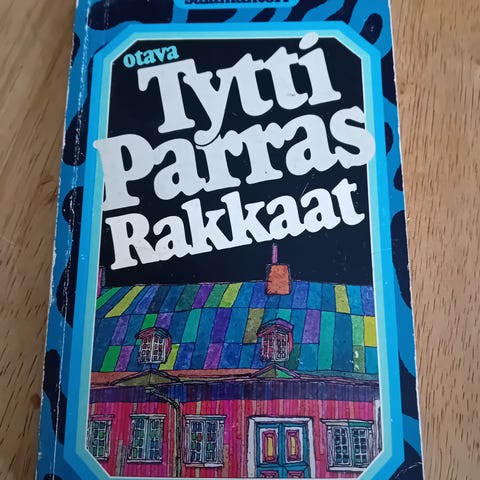 otava
Tytti
Parras
Rakkaat